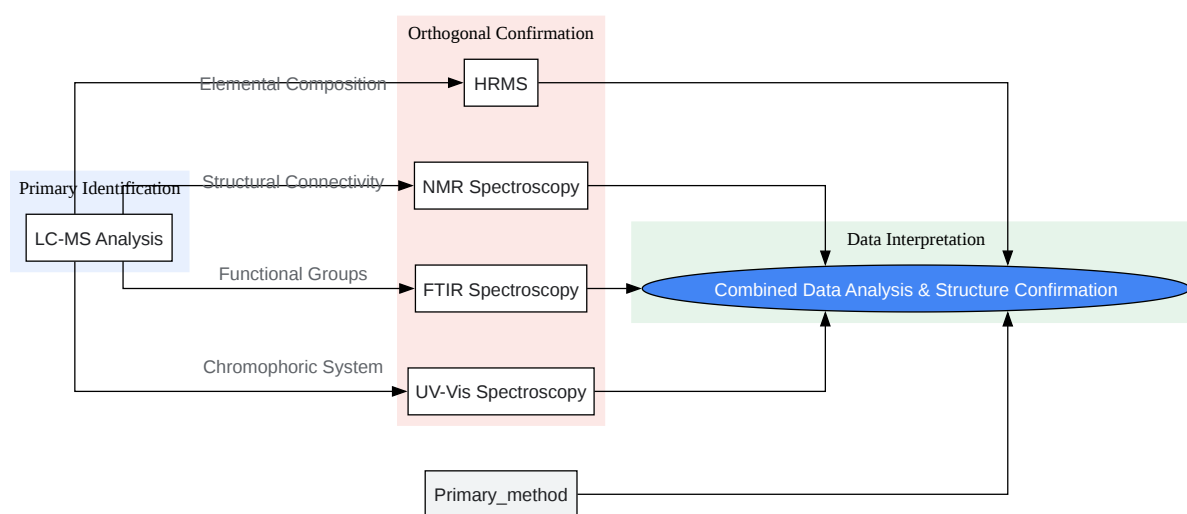 Orthogonal Confirmation
Elemental Composition
HRMS
Primary Identification
Structural Connectivity
NMR Spectroscopy
LC-MS Analysis
Data Interpretation
Functional Groups
FTIR Spectroscopy
Combined Data Analysis & Structure Confirmation
Chromophoric System
UV-Vis Spectroscopy
Primary_method